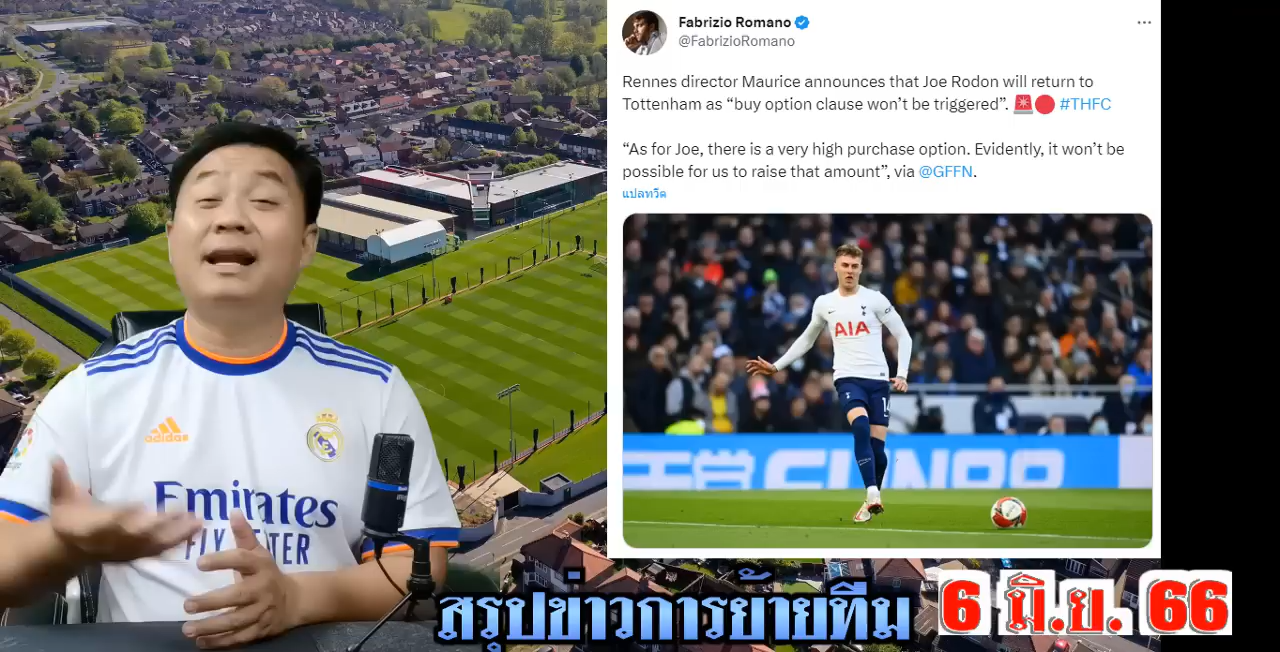 Fabrizio Romano
@FabrizioRomano
Rennes director Maurice announces that Joe Rodon will return to
Tottenham as “buy option clause won’t be triggered”. 🚨🔴 #THFC
“As for Joe, there is a very high purchase option. Evidently, it won’t be
possible for us to raise that amount”, via @GFFN.
แปลทวีต
AIA
14
adidas
Emirates
FLY BETTER
สรุปข่าวการย้ายทีม
6 มิ.ย. 66